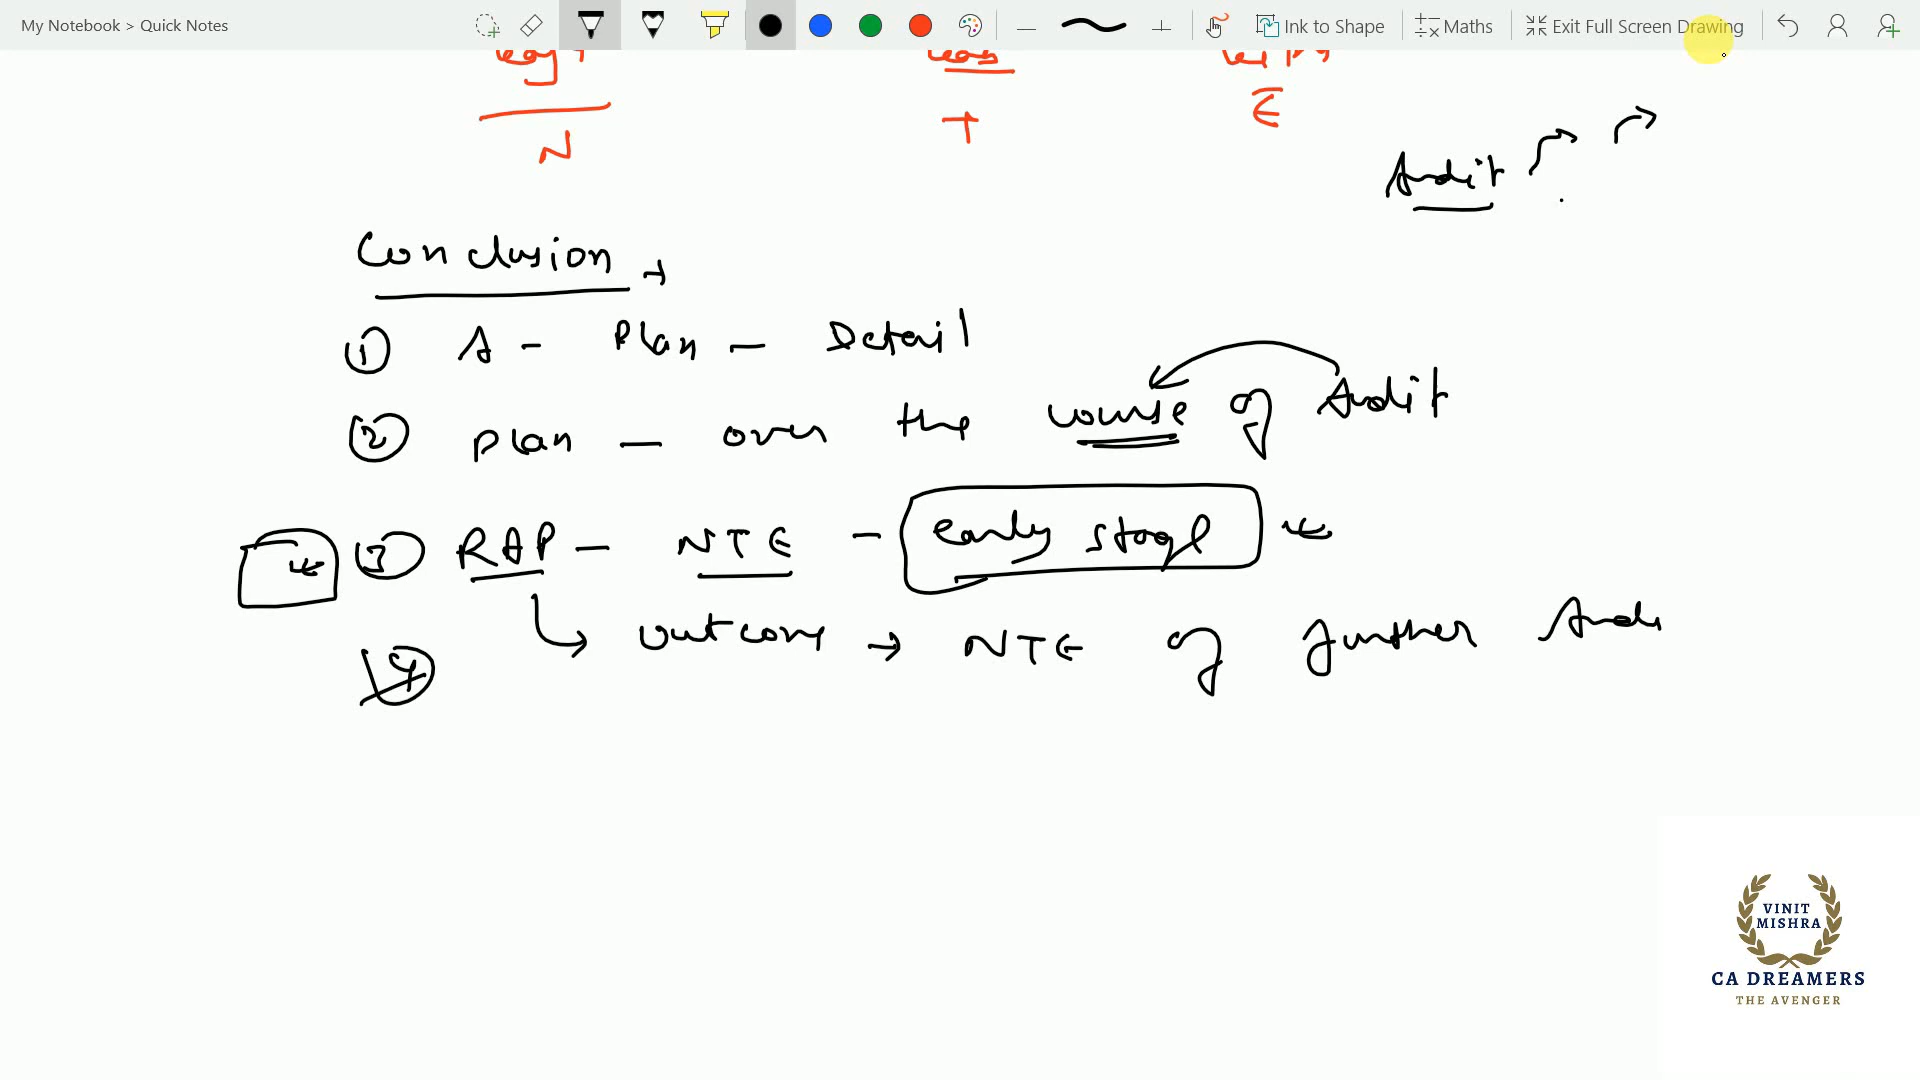 My Notebook > Quick Notes
Ink to Shape
Maths
Exit Full Screen Drawing
N
T
E
Audit
Conclusion →
① A - Plan - Detail
② plan - over the course of Audit
③ RAP - NTE - early stage
outcome → NTE of further Aud
④
VINIT
MISHRA
CA DREAMERS
THE AVENGER